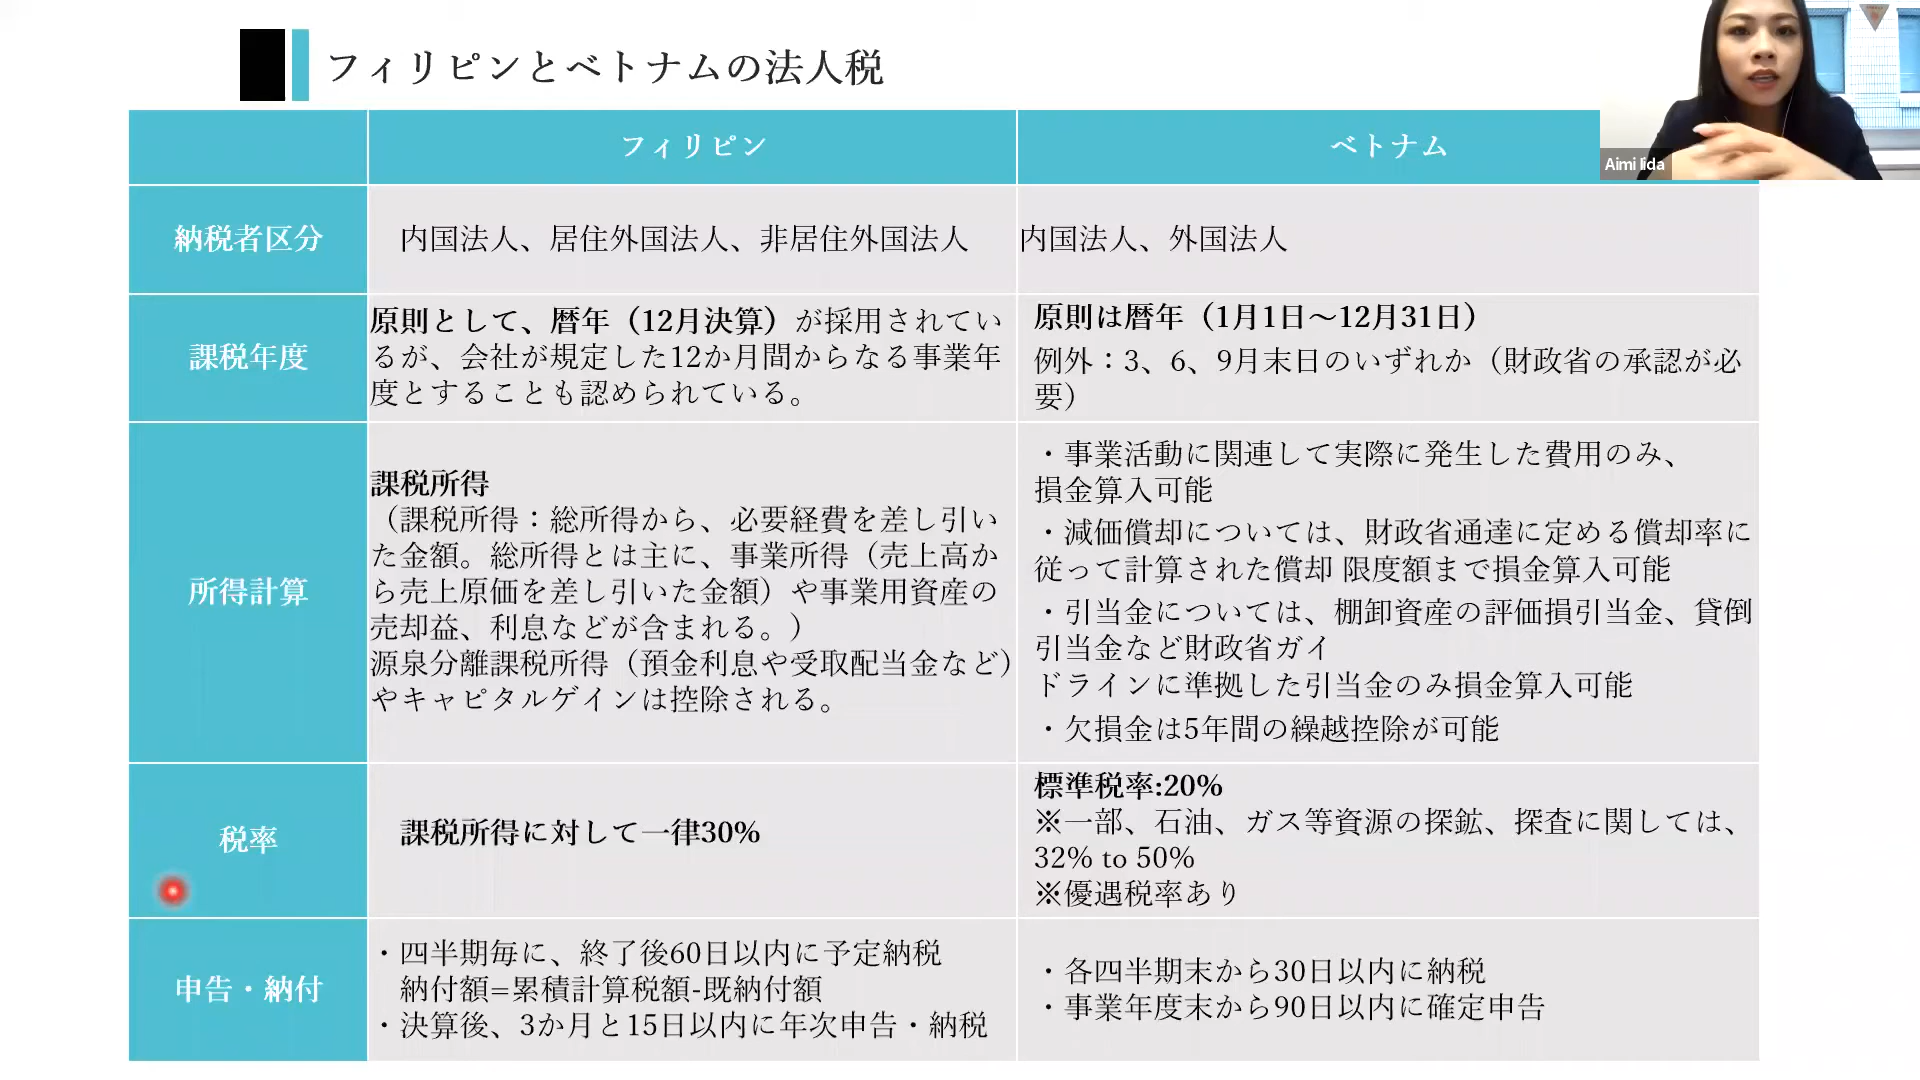 フィリピンとベトナムの法人税
Aimi Iida
フィリピン
ベトナム
納税者区分
内国法人、居住外国法人、非居住外国法人
内国法人、外国法人
課税年度
原則として、暦年（12月決算）が採用されてい
るが、会社が規定した12か月間からなる事業年
度とすることも認められている。
原則は暦年（1月1日～12月31日）
例外：3、6、9月末日のいずれか（財政省の承認が必
要）
所得計算
課税所得
（課税所得：総所得から、必要経費を差し引い
た金額。総所得とは主に、事業所得（売上高か
ら売上原価を差し引いた金額）や事業用資産の
売却益、利息などが含まれる。）
源泉分離課税所得（預金利息や受取配当金など）
やキャピタルゲインは控除される。
・事業活動に関連して実際に発生した費用のみ、
損金算入可能
・減価償却については、財政省通達に定める償却率に
従って計算された償却 限度額まで損金算入可能
・引当金については、棚卸資産の評価損引当金、貸倒
引当金など財政省ガイ
ドラインに準拠した引当金のみ損金算入可能
・欠損金は5年間の繰越控除が可能
税率
課税所得に対して一律30%
標準税率:20%
※一部、石油、ガス等資源の探鉱、探査に関しては、
32% to 50%
※優遇税率あり
申告・納付
・四半期毎に、終了後60日以内に予定納税
納付額=累積計算税額-既納付額
・決算後、3か月と15日以内に年次申告・納税
・各四半期末から30日以内に納税
・事業年度末から90日以内に確定申告